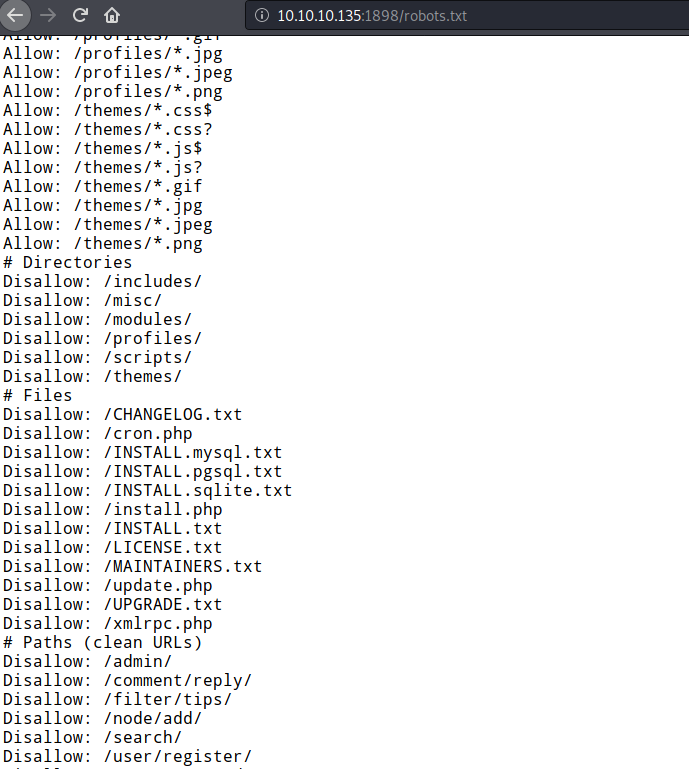 10.10.10.135:1898/robots.txt
Allow: /profiles/*.gif
Allow: /profiles/*.jpg
Allow: /profiles/*.jpeg
Allow: /profiles/*.png
Allow: /themes/*.css$
Allow: /themes/*.css?
Allow: /themes/*.js$
Allow: /themes/*.js?
Allow: /themes/*.gif
Allow: /themes/*.jpg
Allow: /themes/*.jpeg
Allow: /themes/*.png
# Directories
Disallow: /includes/
Disallow: /misc/
Disallow: /modules/
Disallow: /profiles/
Disallow: /scripts/
Disallow: /themes/
# Files
Disallow: /CHANGELOG.txt
Disallow: /cron.php
Disallow: /INSTALL.mysql.txt
Disallow: /INSTALL.pgsql.txt
Disallow: /INSTALL.sqlite.txt
Disallow: /install.php
Disallow: /INSTALL.txt
Disallow: /LICENSE.txt
Disallow: /MAINTAINERS.txt
Disallow: /update.php
Disallow: /UPGRADE.txt
Disallow: /xmlrpc.php
# Paths (clean URLs)
Disallow: /admin/
Disallow: /comment/reply/
Disallow: /filter/tips/
Disallow: /node/add/
Disallow: /search/
Disallow: /user/register/